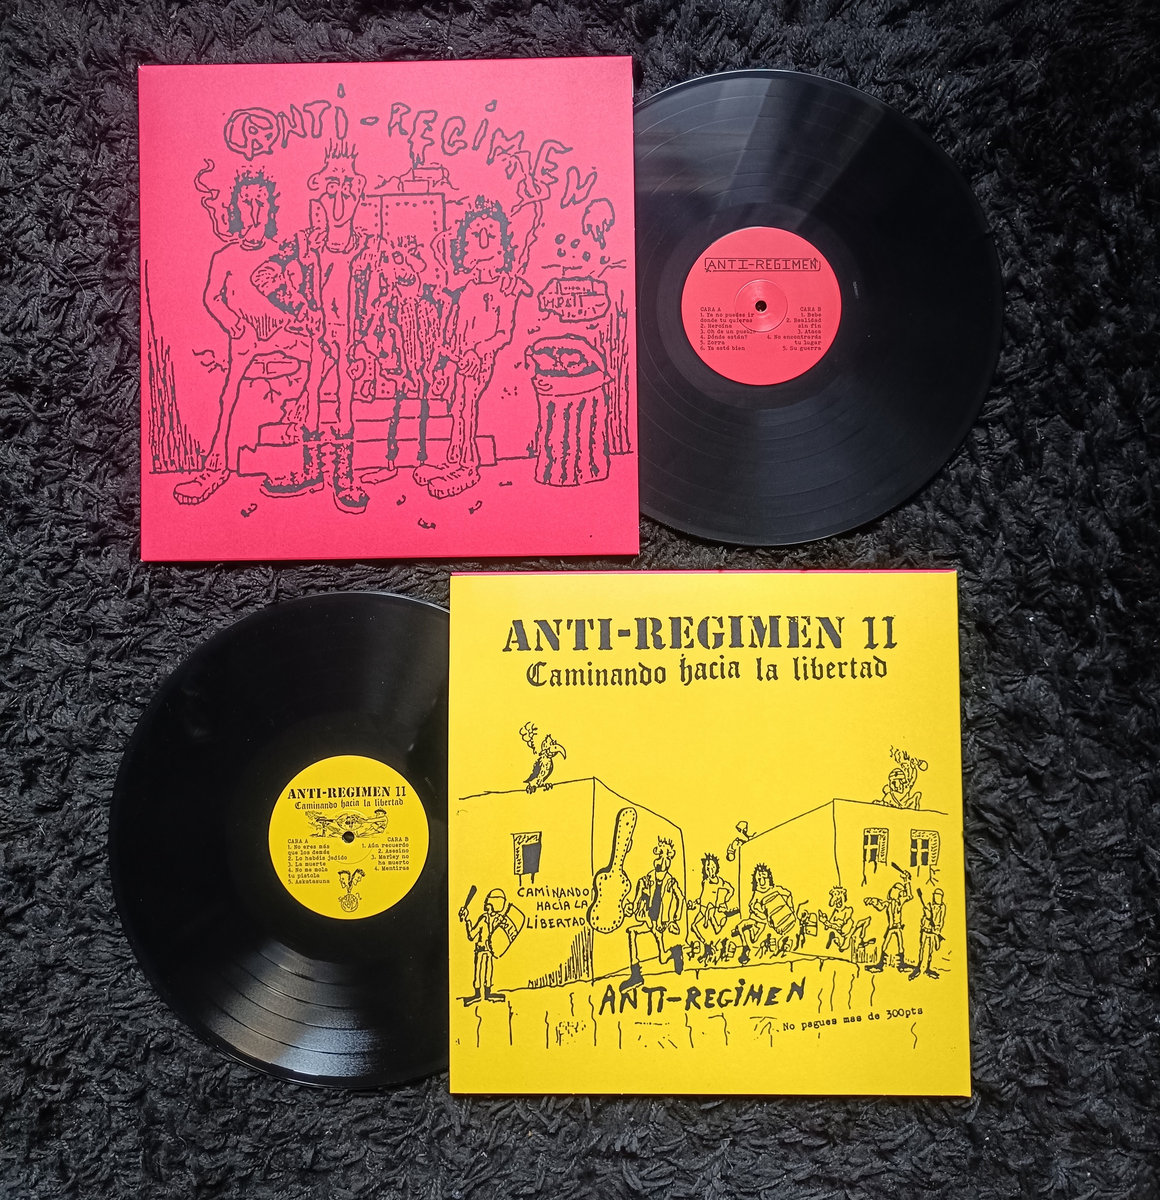 ANTI-REGIMEN
ANTI-REGIMEN
CARA A
1. Ya no puedes ir
donde tu quieras
2. Heroína
3. Oh de un pueblo
4. Dónde están?
5. Zorra
6. Ya esté bien
CARA B
1. Bebe
2. Realidad
sin fin
3. Ataca
4. No encontrarás
tu lugar
5. Su guerra
ANTI-REGIMEN II
Caminando hacia la libertad
CAMINANDO
HACIA LA
LIBERTAD
ANTI-REGIMEN
No pagues mas de 300pts
ANTI-REGIMEN II
Caminando hacia la libertad
CARA A
1. No eres más
que los demás
2. Lo habéis jodido
3. La muerte
4. No me mola
tu pistola
5. Askatasuna
CARA B
1. Aún recuerdo
2. Asesino
3. Marley no
ha muerto
4. Mentiras